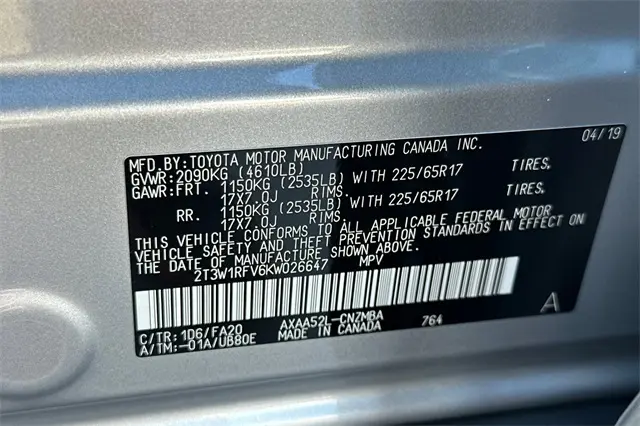 MFD.BY:TOYOTA MOTOR MANUFACTURING CANADA INC. 04/19
GVWR:2090KG (4610LB)
GAWR:FRT. 1150KG (2535LB) WITH 225/65R17 TIRES.
17X7.0J RIMS.
RR. 1150KG (2535LB) WITH 225/65R17 TIRES.
17X7.0J RIMS.
THIS VEHICLE CONFORMS TO ALL APPLICABLE FEDERAL MOTOR
VEHICLE SAFETY AND THEFT PREVENTION STANDARDS IN EFFECT ON
THE DATE OF MANUFACTURE SHOWN ABOVE.
2T3W1RFV6KW026647 MPV
A
C/TR:1D6/FA20 AXAA52L-CNZMBA 764
A/TM:-01A/UB80E MADE IN CANADA